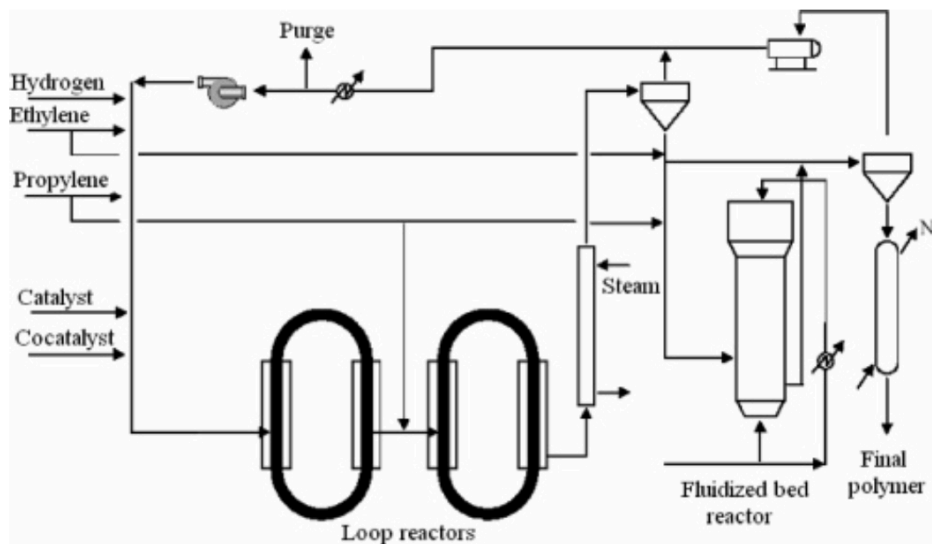 Purge
Hydrogen
Ethylene
Propylene
Catalyst
Cocatalyst
Steam
N
Loop reactors
Fluidized bed
reactor
Final
polymer